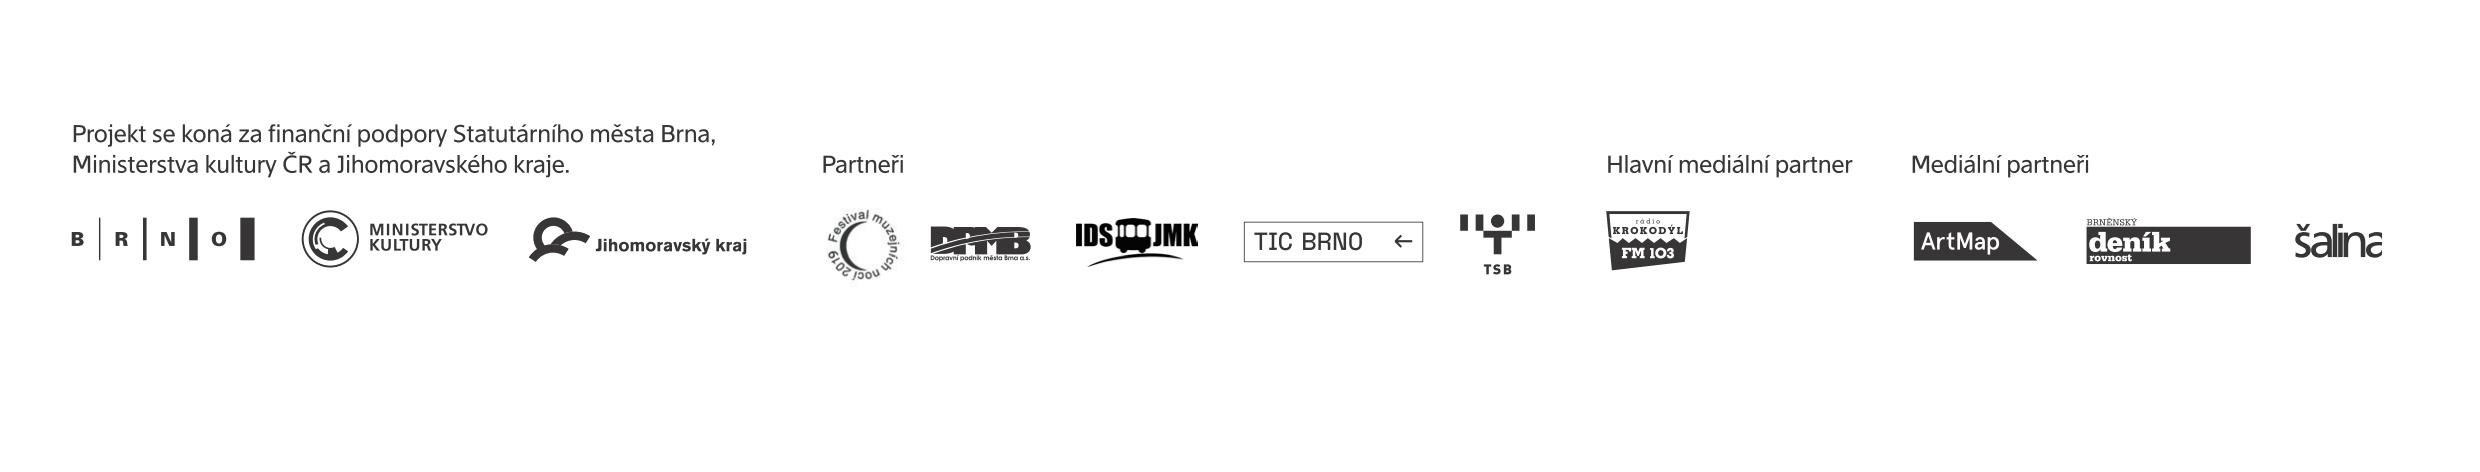 Projekt se koná za finanční podpory Statutárního města Brna,
Ministerstva kultury ČR a Jihomoravského kraje.
B R N O
MINISTERSTVO
KULTURY
Jihomoravský kraj
Partneři
Festival muzejních nocí 2019
DPMB
Dopravní podnik města Brna a.s.
IDS JMK
TIC BRNO ←
TSB
Hlavní mediální partner
rádio
KROKODÝL
FM 103
Mediální partneři
ArtMap
BRNĚNSKÝ
deník
rovnost
šalina